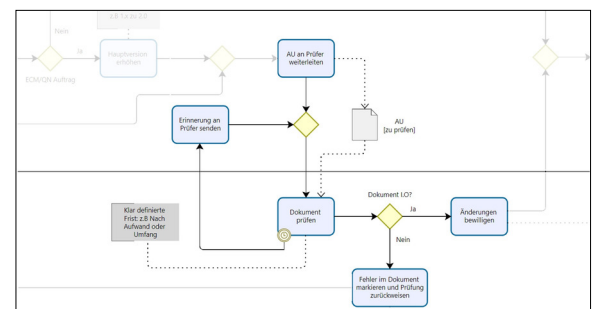 z.B 1.x zu 2.0
Nein
Ja
Hauptversion
erhöhen
ECM/QN Auftrag
AU an Prüfer
weiterleiten
Erinnerung an
Prüfer senden
AU
[zu prüfen]
Klar definierte
Frist: z.B Nach
Aufwand oder
Umfang
Dokument
prüfen
Dokument I.O?
Ja
Nein
Änderungen
bewilligen
Fehler im Dokument
markieren und Prüfung
zurückweisen